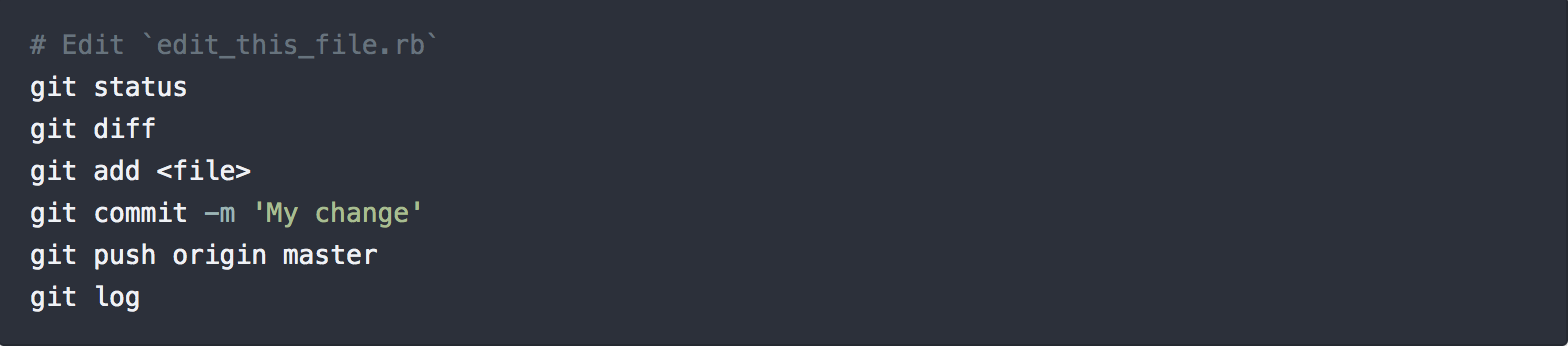 # Edit `edit_this_file.rb`
git status
git diff
git add <file>
git commit -m 'My change'
git push origin master
git log